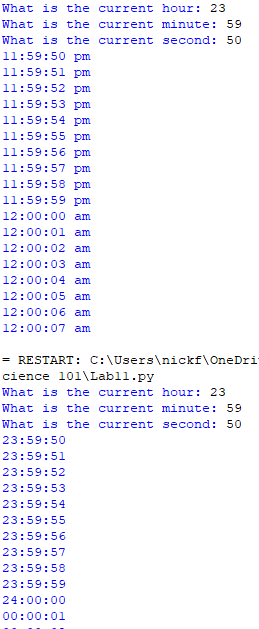 What is the current hour: 23
What is the current minute: 59
What is the current second: 50
11:59:50 pm
11:59:51 pm
11:59:52 pm
11:59:53 pm
11:59:54 pm
11:59:55 pm
11:59:56 pm
11:59:57 pm
11:59:58 pm
11:59:59 pm
12:00:00 am
12:00:01 am
12:00:02 am
12:00:03 am
12:00:04 am
12:00:05 am
12:00:06 am
12:00:07 am
= RESTART: C:\Users\nickf\OneDri
cience 101\Lab11.py
What is the current hour: 23
What is the current minute: 59
What is the current second: 50
23:59:50
23:59:51
23:59:52
23:59:53
23:59:54
23:59:55
23:59:56
23:59:57
23:59:58
23:59:59
24:00:00
00:00:01